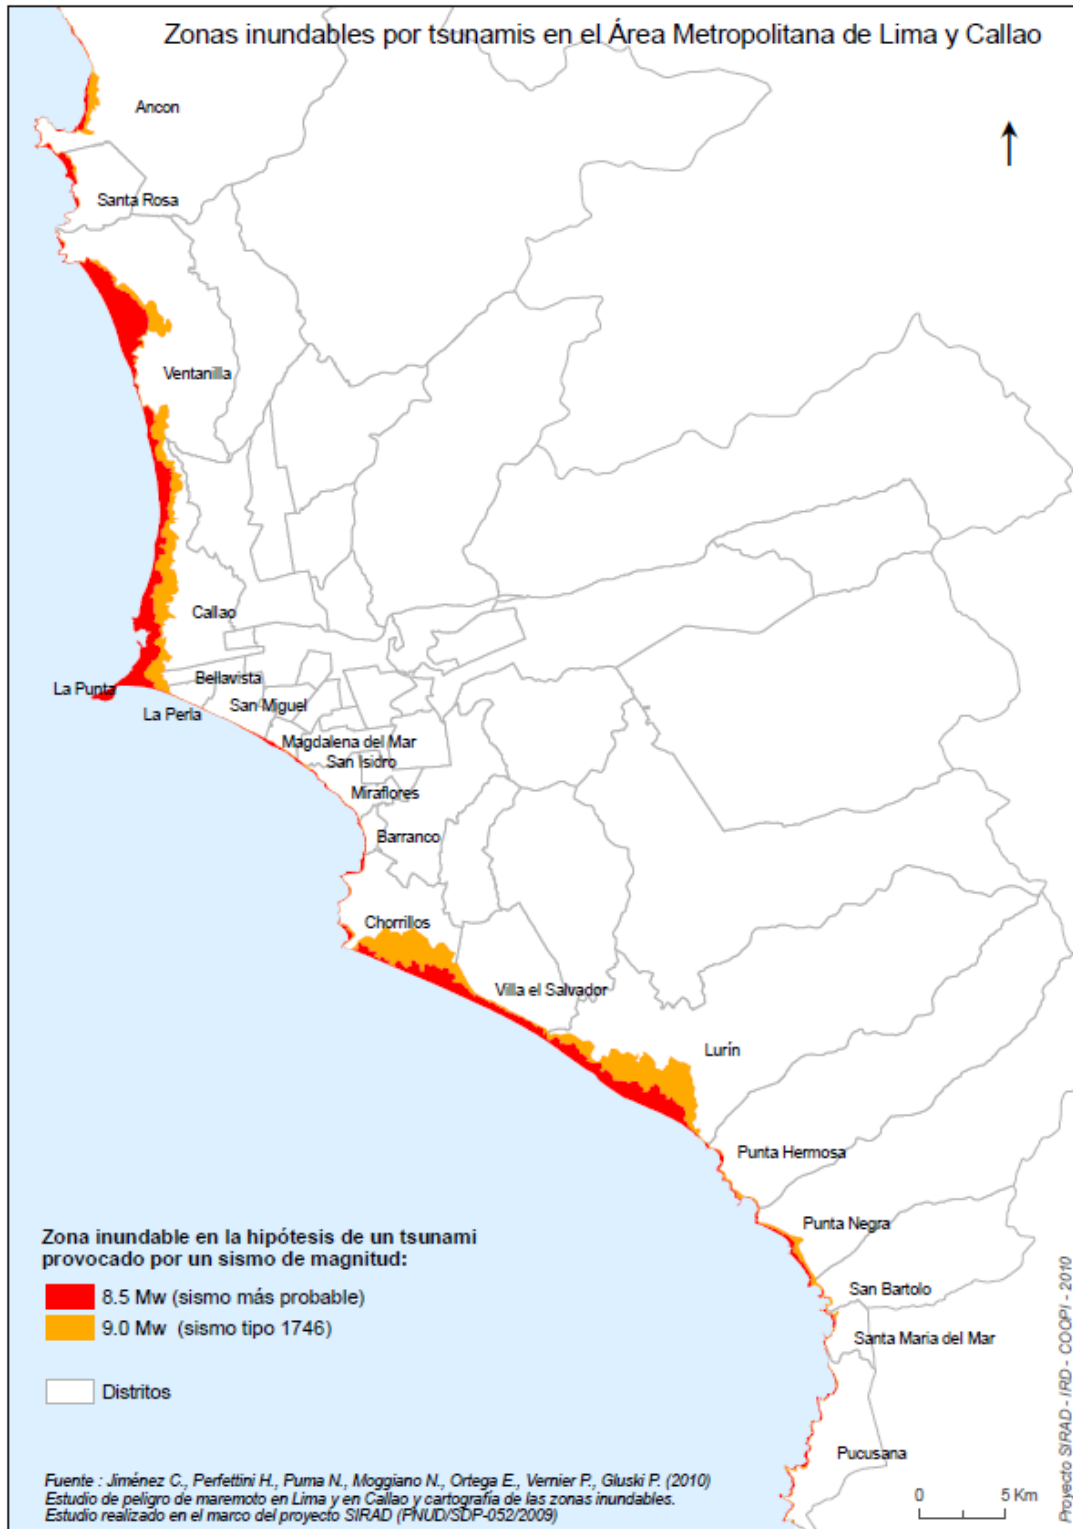 Zonas inundables por tsunamis en el Área Metropolitana de Lima y Callao
Ancon
Santa Rosa
Ventanilla
Callao
Bellavista
La Punta
San Miguel
La Perla
Magdalena del Mar
San Isidro
Miraflores
Barranco
Chorrillos
Villa el Salvador
Lurín
Punta Hermosa
Punta Negra
San Bartolo
Santa Maria del Mar
Pucusana
Zona inundable en la hipótesis de un tsunami
provocado por un sismo de magnitud:
8.5 Mw (sismo más probable)
9.0 Mw (sismo tipo 1746)
Distritos
Fuente : Jiménez C., Perfettini H., Puma N., Moggiano N., Ortega E., Vernier P., Gluski P. (2010)
Estudio de peligro de maremoto en Lima y en Callao y cartografía de las zonas inundables.
Estudio realizado en el marco del proyecto SIRAD (PNUD/SDP-052/2009)
0 5 Km
Proyecto SIRAD - IRD - COOPI - 2010